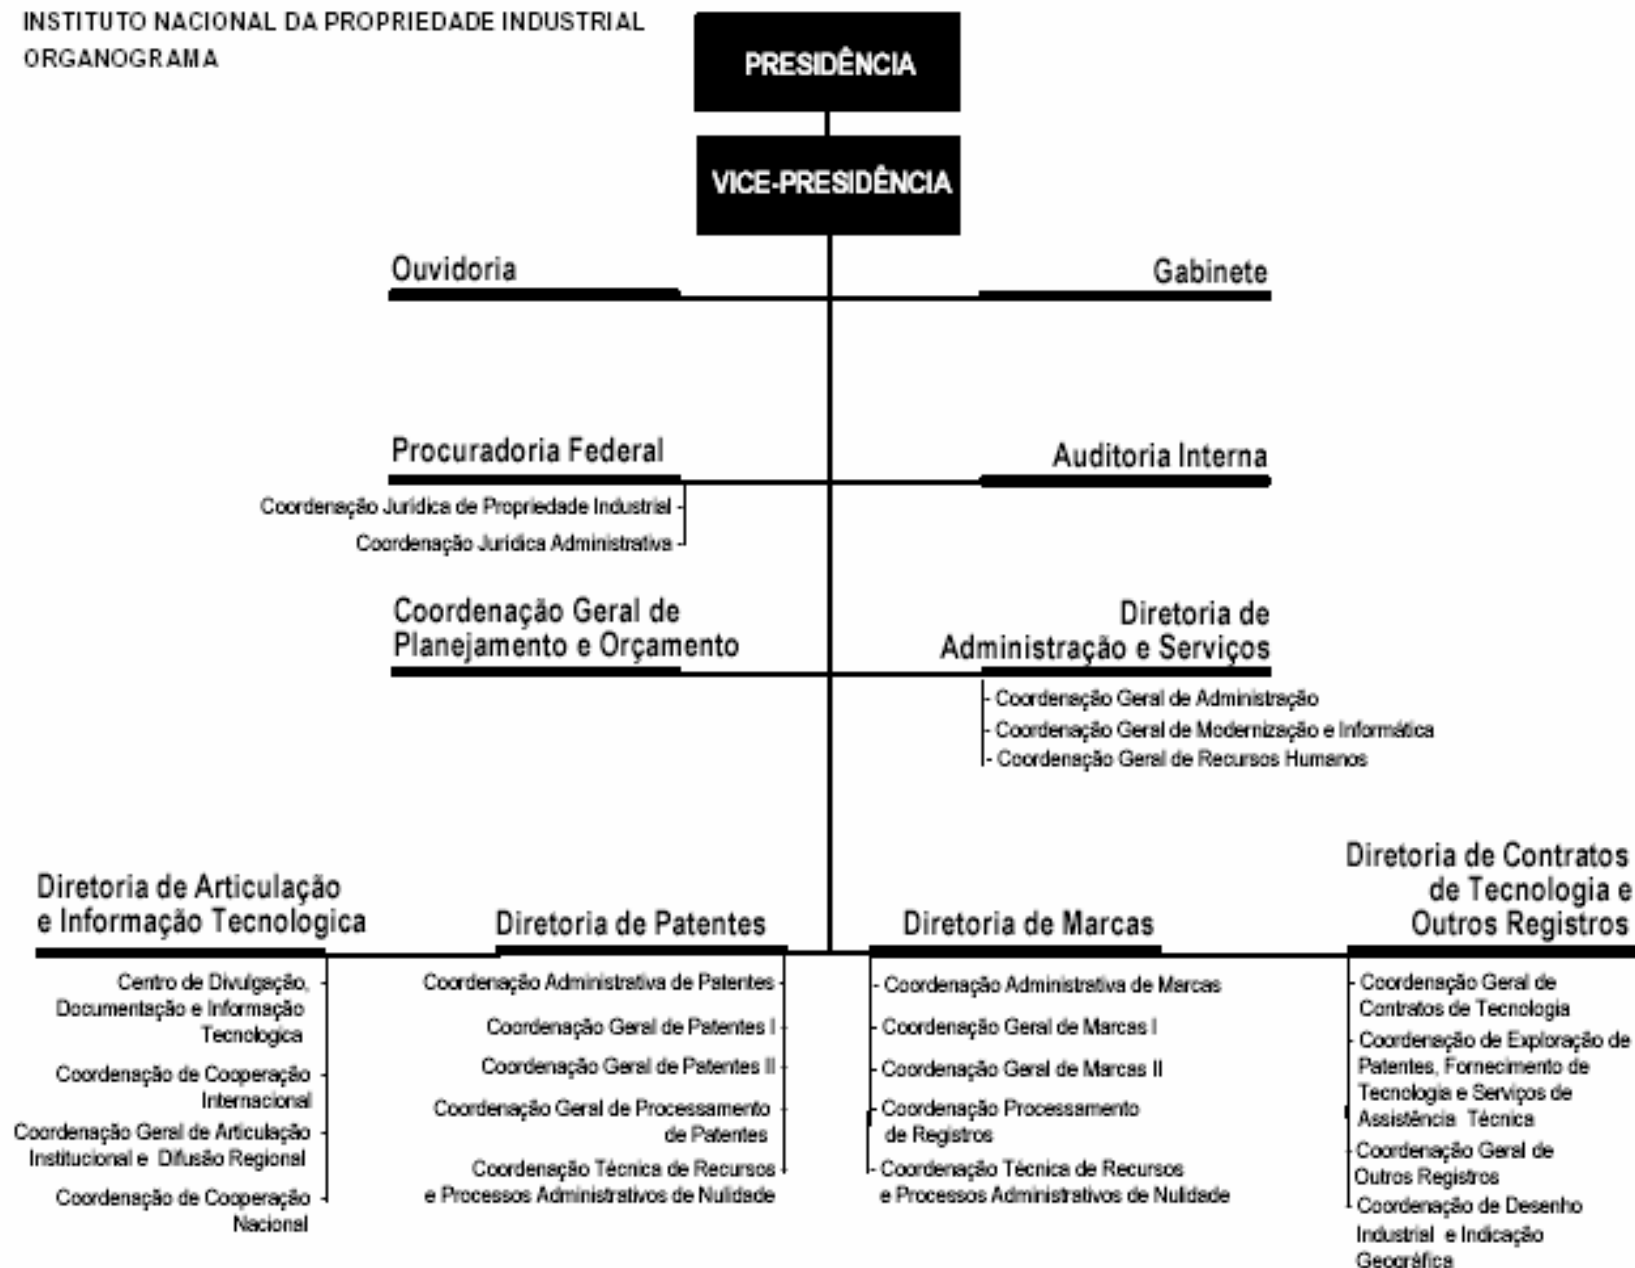 INSTITUTO NACIONAL DA PROPRIEDADE INDUSTRIAL
ORGANOGRAMA
PRESIDÊNCIA
VICE-PRESIDÊNCIA
Ouvidoria
Gabinete
Procuradoria Federal
Coordenação Jurídica de Propriedade Industrial -
Coordenação Jurídica Administrativa -
Auditoria Interna
Coordenação Geral de
Planejamento e Orçamento
Diretoria de
Administração e Serviços
- Coordenação Geral de Administração
- Coordenação Geral de Modernização e Informática
- Coordenação Geral de Recursos Humanos
Diretoria de Articulação
e Informação Tecnologica
Centro de Divulgação,
Documentação e Informação
Tecnologica
Coordenação de Cooperação
Internacional
Coordenação Geral de Articulação
Institucional e Difusão Regional
Coordenação de Cooperação
Nacional
Diretoria de Patentes
Coordenação Administrativa de Patentes
Coordenação Geral de Patentes I
Coordenação Geral de Patentes II
Coordenação Geral de Processamento
de Patentes
Coordenação Técnica de Recursos
e Processos Administrativos de Nulidade
Diretoria de Marcas
- Coordenação Administrativa de Marcas
- Coordenação Geral de Marcas I
- Coordenação Geral de Marcas II
- Coordenação Processamento
de Registros
- Coordenação Técnica de Recursos
e Processos Administrativos de Nulidade
Diretoria de Contratos
de Tecnologia e
Outros Registros
- Coordenação Geral de
Contratos de Tecnologia
- Coordenação de Exploração de
Patentes, Fornecimento de
Tecnologia e Serviços de
Assistência Técnica
- Coordenação Geral de
Outros Registros
- Coordenação de Desenho
Industrial e Indicação
Geográfica